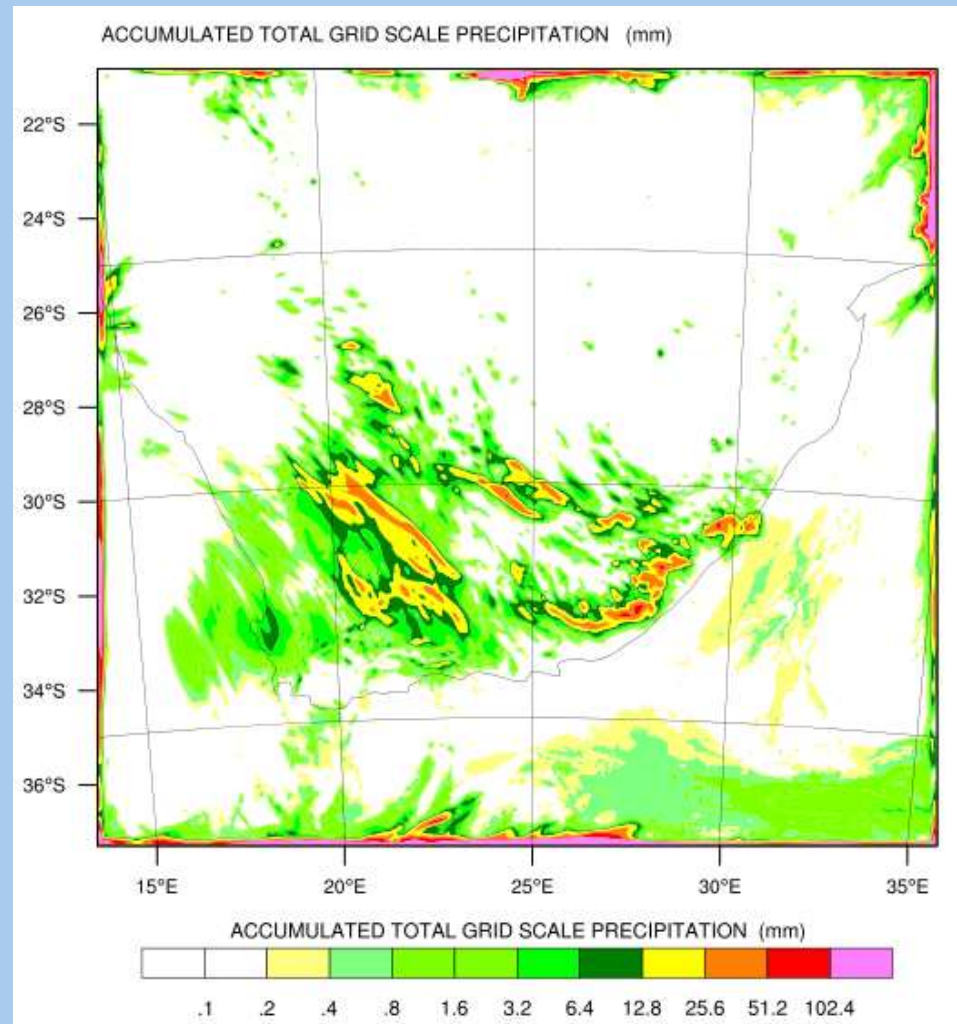 ACCUMULATED TOTAL GRID SCALE PRECIPITATION (mm)
22°S
24°S
26°S
28°S
30°S
32°S
34°S
36°S
15°E 20°E 25°E 30°E 35°E
ACCUMULATED TOTAL GRID SCALE PRECIPITATION (mm)
.1 .2 .4 .8 1.6 3.2 6.4 12.8 25.6 51.2 102.4